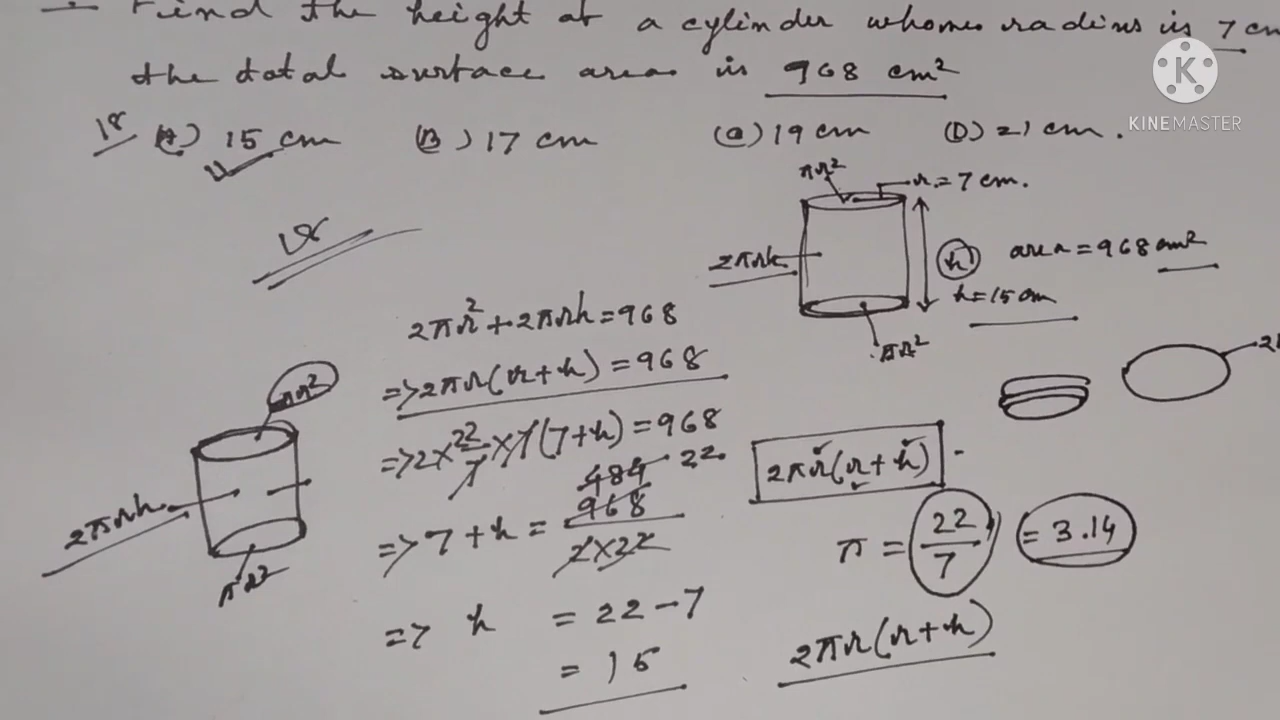 Find the height of a cylinder whome radius is 7 cm
the total surface area is 968 cm²
(A) 15 cm (B) 17 cm (C) 19 cm (D) 21 cm.
KINEMASTER
πr²
r = 7 cm.
2πrh
h
area = 968 cm²
h = 15 cm
πr²
2πr² + 2πrh = 968
=> 2πr(r + h) = 968
=> 2 × 22/7 × 7(7 + h) = 968
484 22
=> 7 + h = 968 / 2 × 22
=> h = 22 - 7
= 15
πr²
2πrh
πr²
2πr(r + h)
π = 22/7 = 3.14
2πr(r + h)